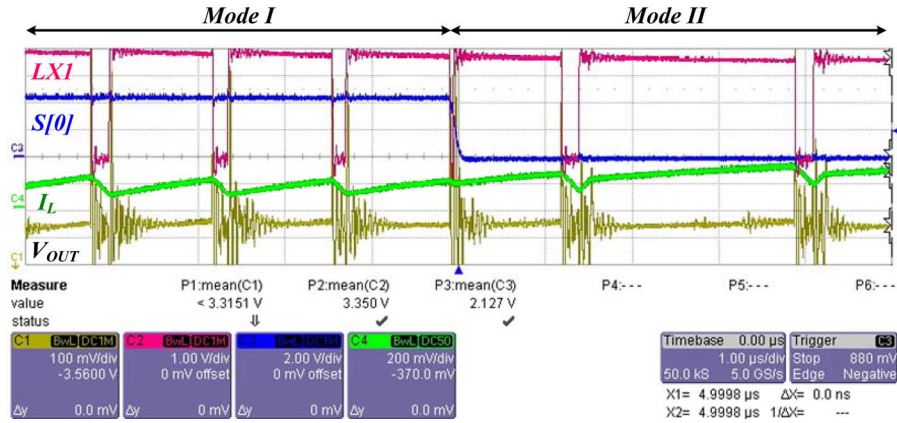 Mode I Mode II
LX1
S[0]
C3
I_L
C4
V_OUT
C1
Measure P1:mean(C1) P2:mean(C2) P3:mean(C3) P4:--- P5:--- P6:---
value < 3.3151 V 3.350 V 2.127 V
status
C1 BwL DC1M C2 BwL DC1M C3 BwL DC1M C4 BwL DC50
100 mV/div 1.00 V/div 2.00 V/div 200 mV/div
-3.5600 V 0 mV offset 0 mV offset -370.0 mV
Δy 0.0 mV Δy 0 mV Δy 0 mV Δy 0.0 mV
Timebase 0.00 µs Trigger C3
1.00 µs/div Stop 880 mV
50.0 kS 5.0 GS/s Edge Negative
X1= 4.9998 µs ΔX= 0.0 ns
X2= 4.9998 µs 1/ΔX= ---